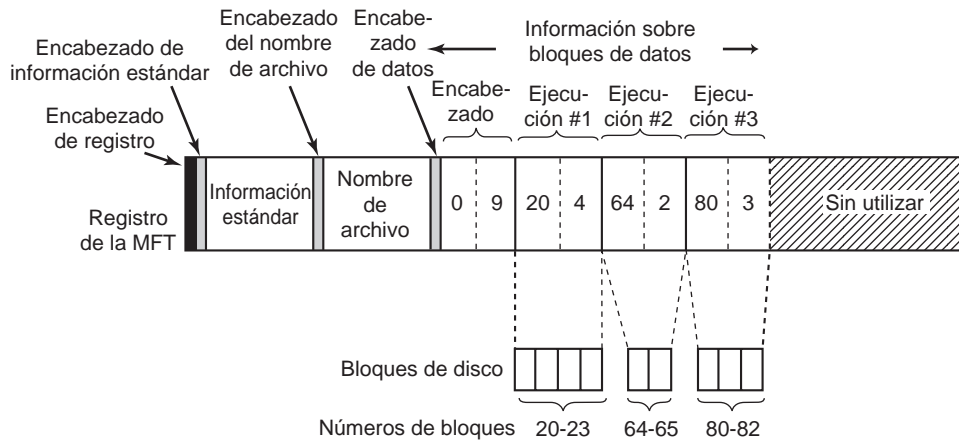 Encabezado de
información estándar
Encabezado
del nombre
de archivo
Encabe-
zado
de datos
Información sobre
bloques de datos
Encabezado
de registro
Encabe-
zado
Ejecu-
ción #1
Ejecu-
ción #2
Ejecu-
ción #3
Registro
de la MFT
Información
estándar
Nombre
de
archivo
0 9 20 4 64 2 80 3
Sin utilizar
Bloques de disco
Números de bloques 20-23 64-65 80-82